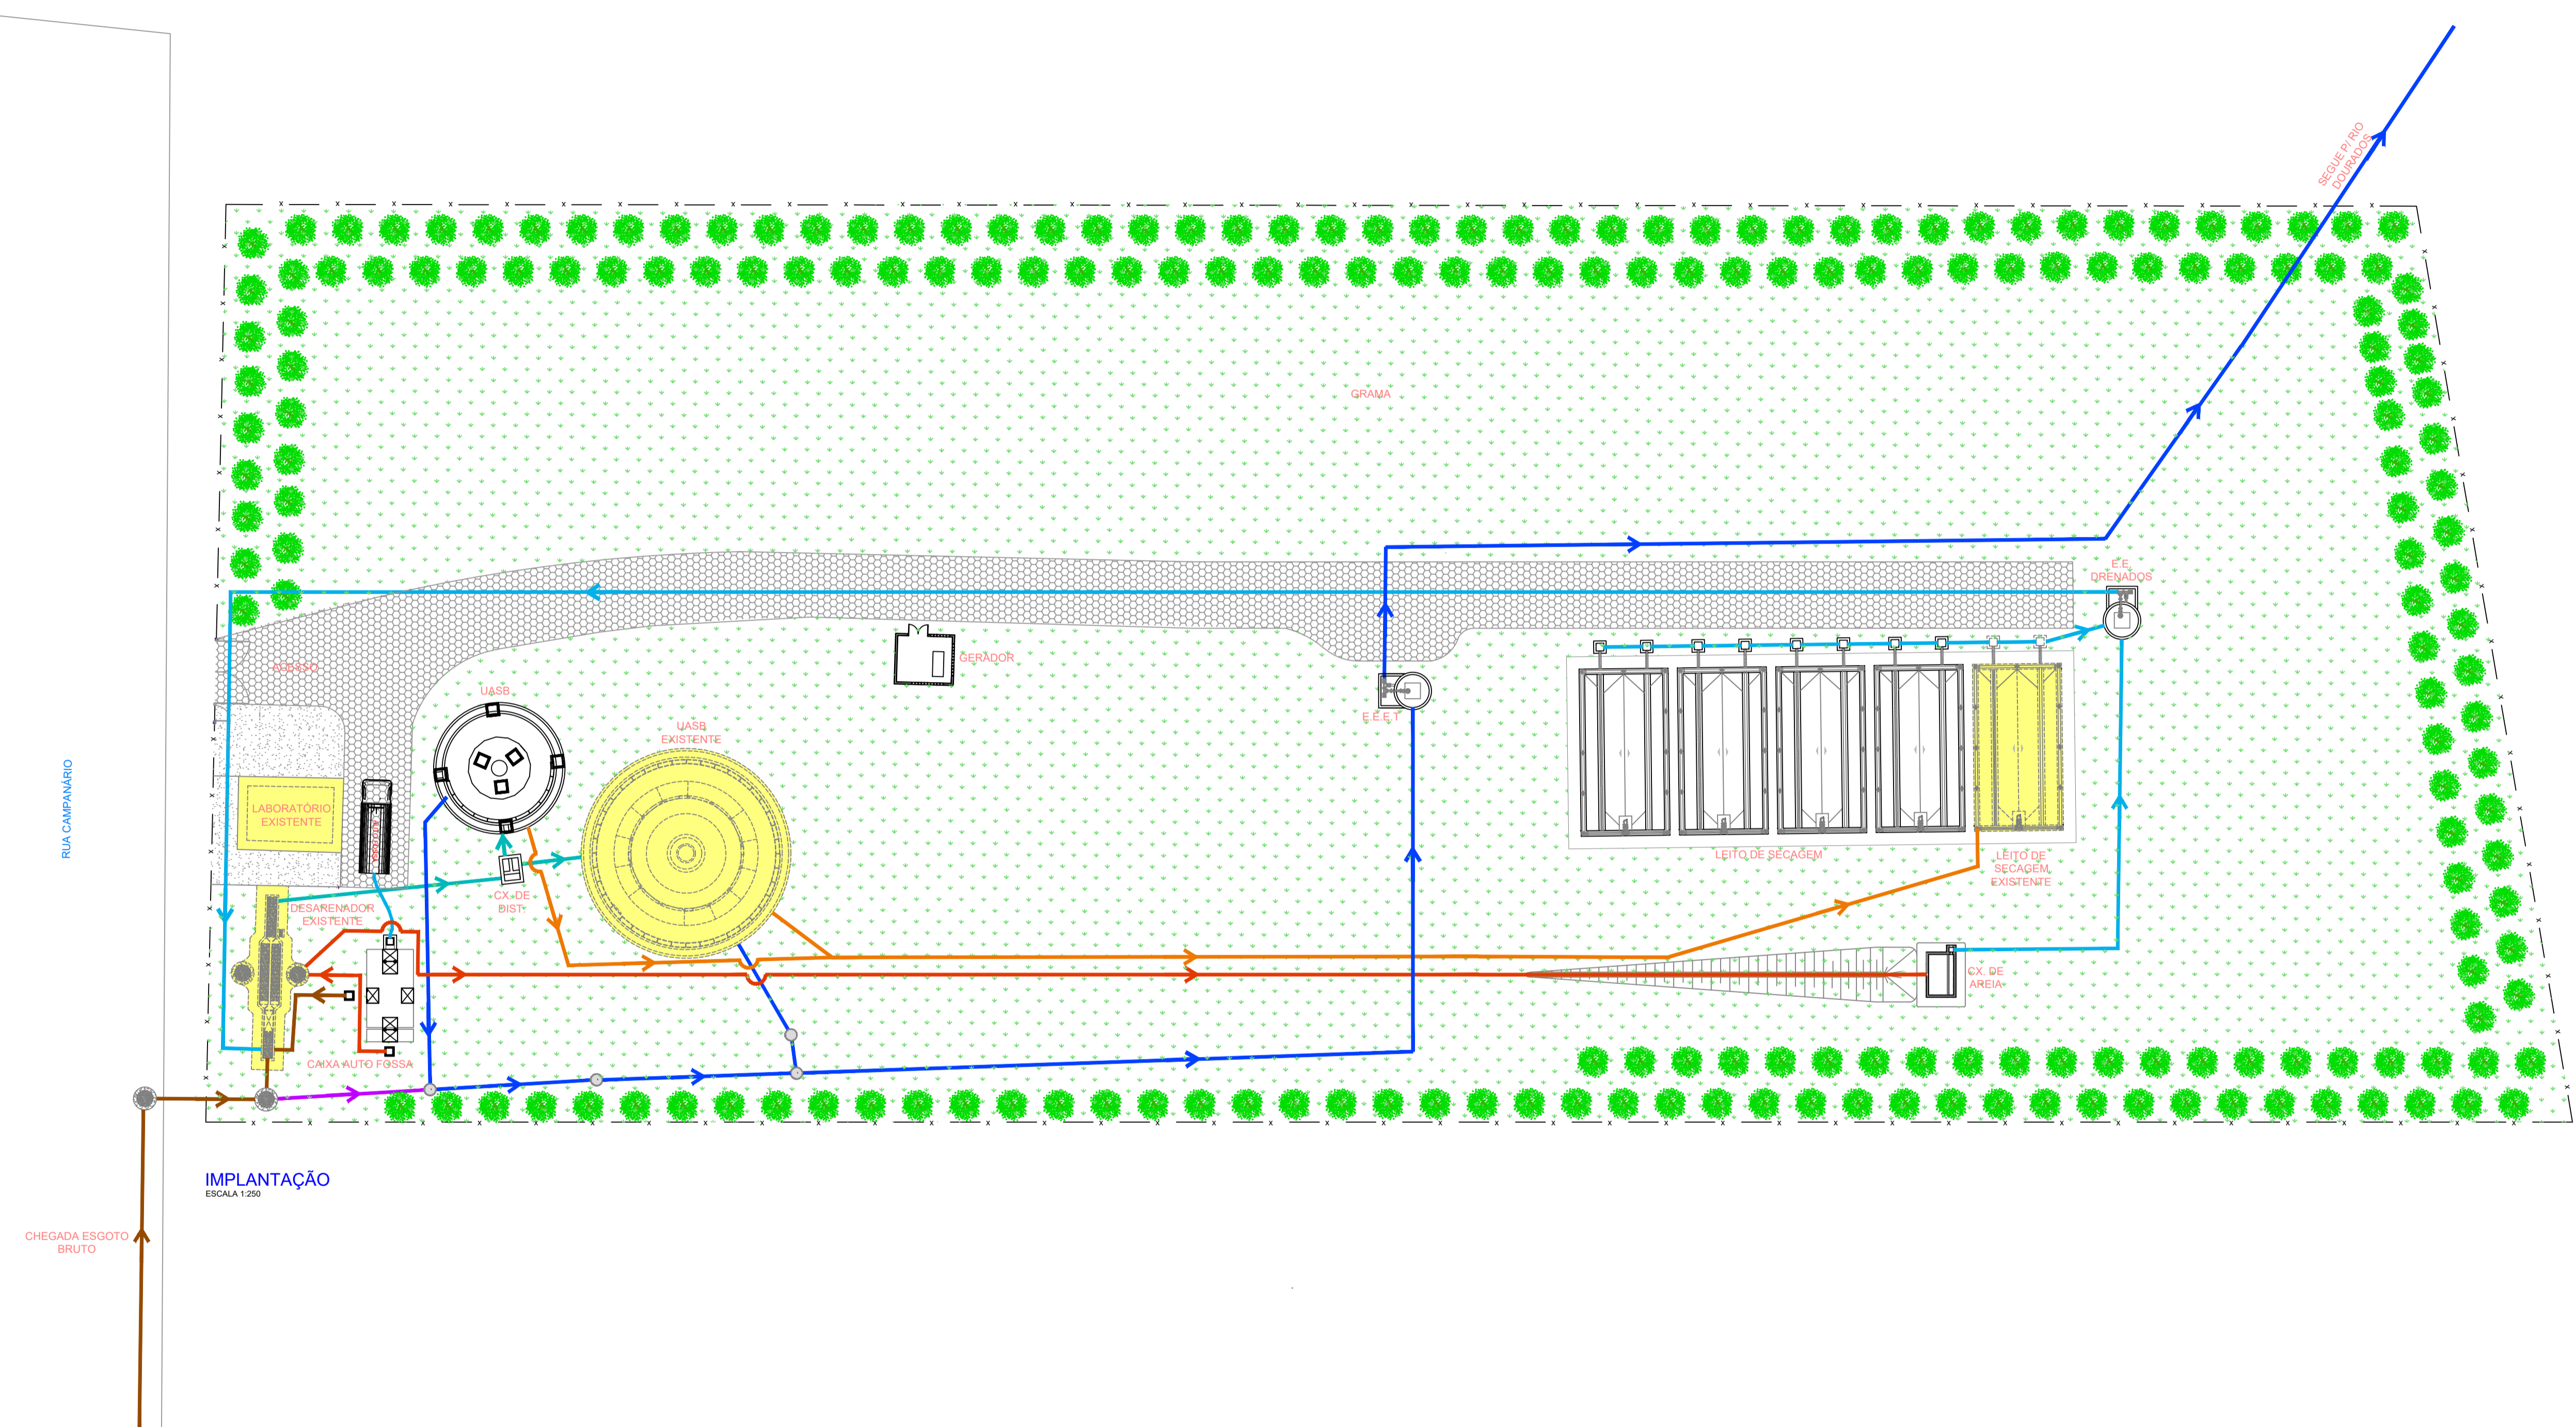 SEGUE P/ RIO
DOURADOS
GRAMA
E.E
DRENADOS
GERADOR
ACESSO
UASB
UASB
EXISTENTE
E.E.E.T
RUA CAMPANÁRIO
LABORATÓRIO
EXISTENTE
LEITO DE SECAGEM
LEITO DE
SECAGEM
EXISTENTE
CX. DE
DIST.
DESARENADOR
EXISTENTE
CX. DE
AREIA
CAIXA AUTO FOSSA
IMPLANTAÇÃO
ESCALA 1:250
CHEGADA ESGOTO
BRUTO